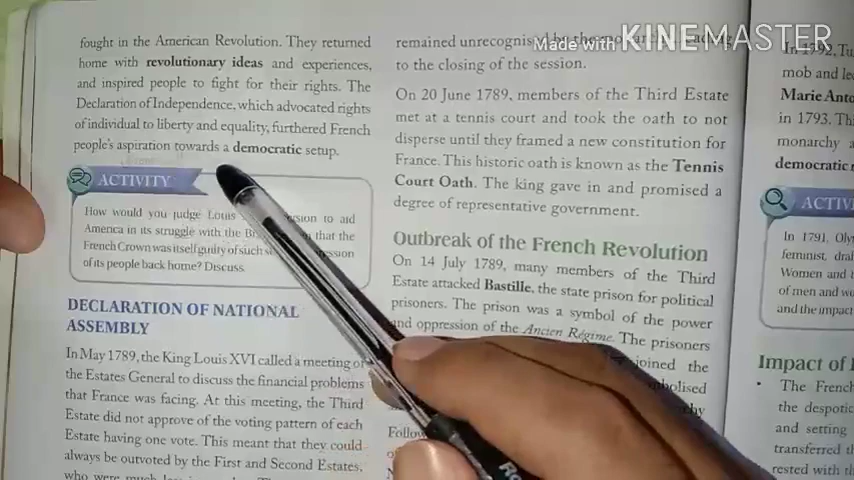 fought in the American Revolution. They returned
home with revolutionary ideas and experiences,
and inspired people to fight for their rights. The
Declaration of Independence, which advocated rights
of individual to liberty and equality, furthered French
people's aspiration towards a democratic setup.
ACTIVITY
How would you judge Louis to aid
America in its struggle with the that the
French Crown was itself guilty of such
of its people back home? Discuss.
DECLARATION OF NATIONAL
ASSEMBLY
In May 1789, the King Louis XVI called a meeting of
the Estates General to discuss the financial problems
that France was facing. At this meeting, the Third
Estate did not approve of the voting pattern of each
Estate having one vote. This meant that they could
always be outvoted by the First and Second Estates,
who were much less
remained
to the closing of the session.
On 20 June 1789, members of the Third Estate
met at a tennis court and took the oath to not
disperse until they framed a new constitution for
France. This historic oath is known as the Tennis
Court Oath. The king gave in and promised a
degree of representative government.
Outbreak of the French Revolution
On 14 July 1789, many members of the Third
Estate attacked Bastille, the state prison for political
prisoners. The prison was a symbol of the power
and oppression of the Ancien Régime. The prisoners
joined the
In 1792,
mob and
Marie
in 1793.
monarchy
democratic
In 1791,
feminist,
Women and
of men and
and the impact
Impact of
• The French
the despotic
and setting
transferred
rested with
Made with KINEMASTER